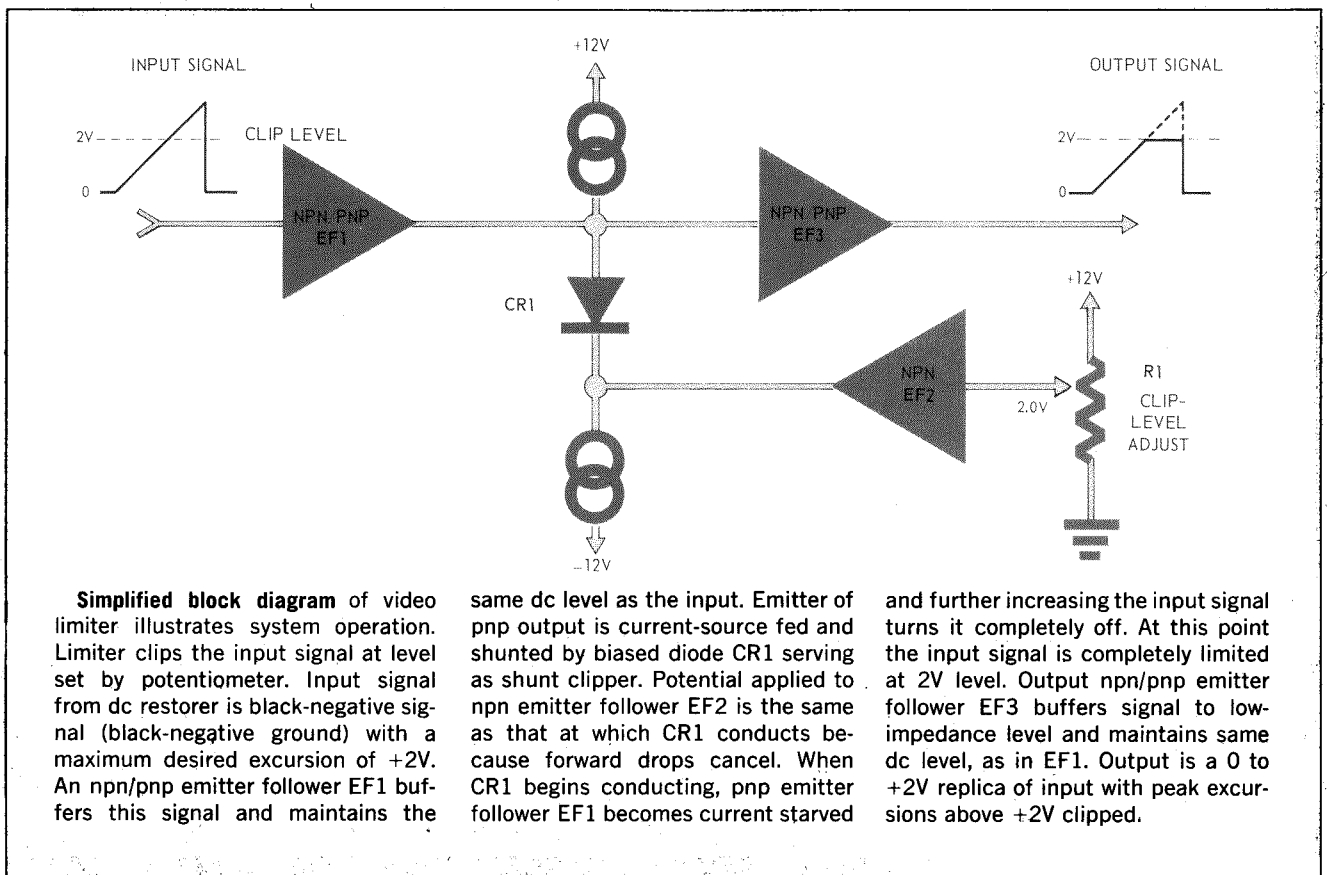 +12V
INPUT SIGNAL
OUTPUT SIGNAL
2V
CLIP LEVEL
2V
0
0
NPN PNP
EF1
NPN PNP
EF3
CR1
+12V
NPN
EF2
2.0V
R1
CLIP-
LEVEL
ADJUST
−12V
Simplified block diagram of video
limiter illustrates system operation.
Limiter clips the input signal at level
set by potentiometer. Input signal
from dc restorer is black-negative sig-
nal (black-negative ground) with a
maximum desired excursion of +2V.
An npn/pnp emitter follower EF1 buf-
fers this signal and maintains the
same dc level as the input. Emitter of
pnp output is current-source fed and
shunted by biased diode CR1 serving
as shunt clipper. Potential applied to
npn emitter follower EF2 is the same
as that at which CR1 conducts be-
cause forward drops cancel. When
CR1 begins conducting, pnp emitter
follower EF1 becomes current starved
and further increasing the input signal
turns it completely off. At this point
the input signal is completely limited
at 2V level. Output npn/pnp emitter
follower EF3 buffers signal to low-
impedance level and maintains same
dc level, as in EF1. Output is a 0 to
+2V replica of input with peak excur-
sions above +2V clipped.